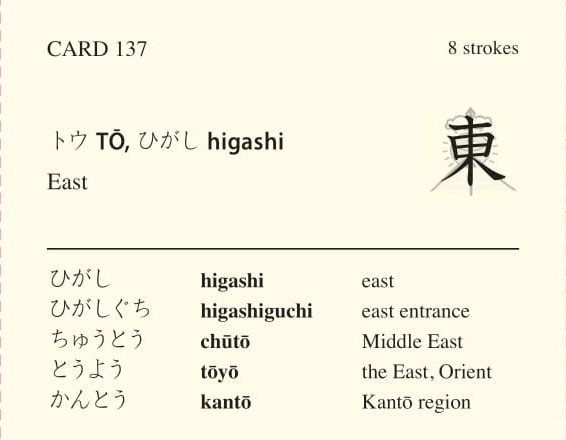 CARD 137 8 strokes
トウ TŌ, ひがし higashi 東
East
ひがし higashi east
ひがしぐち higashiguchi east entrance
ちゅうとう chūtō Middle East
とうよう tōyō the East, Orient
かんとう kantō Kantō region